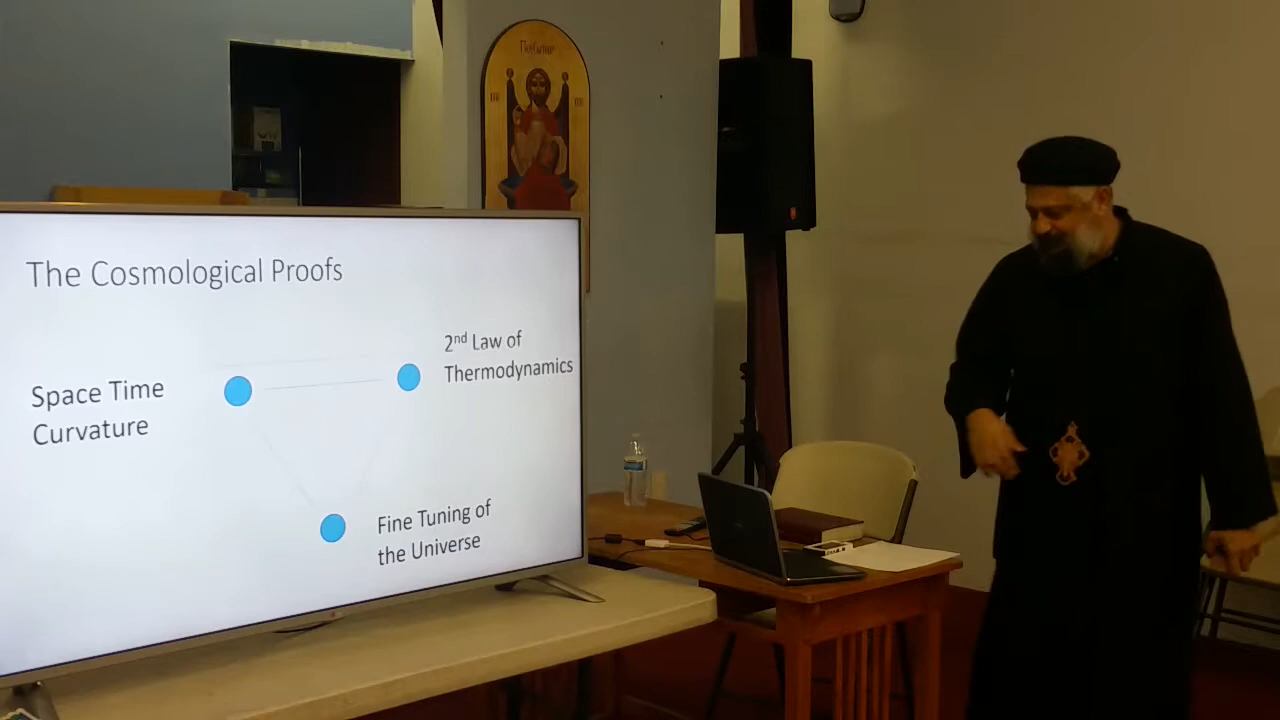 The Cosmological Proofs
2nd Law of
Thermodynamics
Space Time
Curvature
Fine Tuning of
the Universe